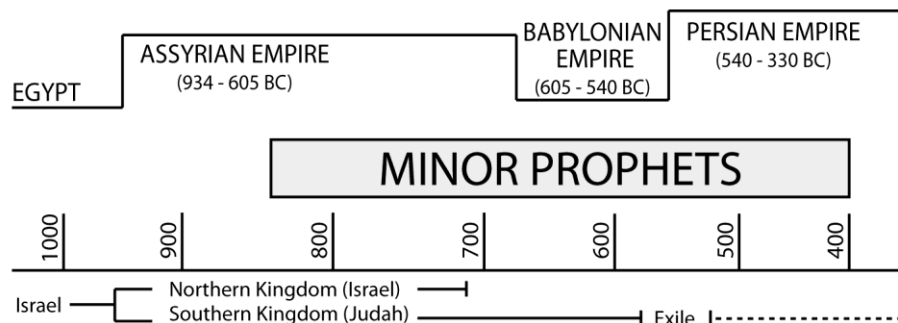 EGYPT
ASSYRIAN EMPIRE
(934 - 605 BC)
BABYLONIAN
EMPIRE
(605 - 540 BC)
PERSIAN EMPIRE
(540 - 330 BC)
MINOR PROPHETS
1000
900
800
700
600
500
400
Israel
Northern Kingdom (Israel)
Southern Kingdom (Judah)
Exile